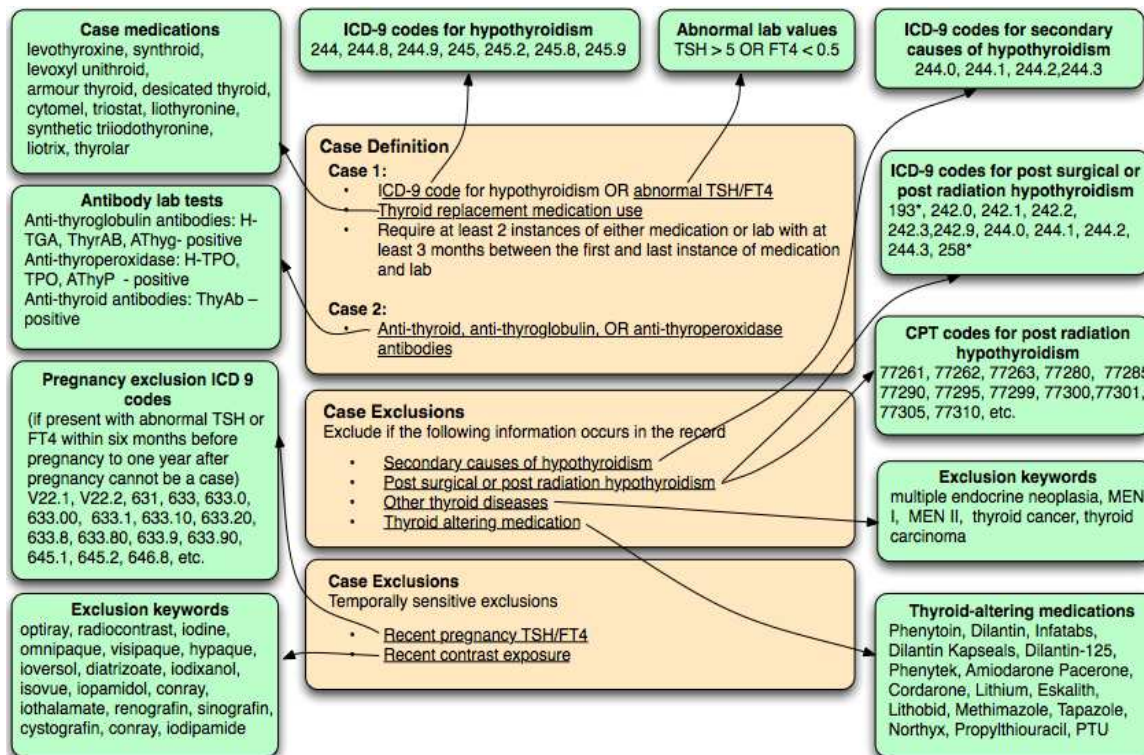 Case medications
levothyroxine, synthroid,
levoxyl unithroid,
armour thyroid, desicated thyroid,
cytomel, triostat, liothyronine,
synthetic triiodothyronine,
liotrix, thyrolar
ICD-9 codes for hypothyroidism
244, 244.8, 244.9, 245, 245.2, 245.8, 245.9
Abnormal lab values
TSH > 5 OR FT4 < 0.5
ICD-9 codes for secondary
causes of hypothyroidism
244.0, 244.1, 244.2,244.3
Antibody lab tests
Anti-thyroglobulin antibodies: H-
TGA, ThyrAB, AThyg- positive
Anti-thyroperoxidase: H-TPO,
TPO, AThyP - positive
Anti-thyroid antibodies: ThyAb –
positive
Case Definition
Case 1:
• ICD-9 code for hypothyroidism OR abnormal TSH/FT4
• Thyroid replacement medication use
• Require at least 2 instances of either medication or lab with
at least 3 months between the first and last instance of medication
and lab
Case 2:
• Anti-thyroid, anti-thyroglobulin, OR anti-thyroperoxidase
antibodies
ICD-9 codes for post surgical or
post radiation hypothyroidism
193*, 242.0, 242.1, 242.2,
242.3,242.9, 244.0, 244.1, 244.2,
244.3, 258*
CPT codes for post radiation
hypothyroidism
77261, 77262, 77263, 77280, 77285
77290, 77295, 77299, 77300,77301,
77305, 77310, etc.
Pregnancy exclusion ICD 9
codes
(if present with abnormal TSH or
FT4 within six months before
pregnancy to one year after
pregnancy cannot be a case)
V22.1, V22.2, 631, 633, 633.0,
633.00, 633.1, 633.10, 633.20,
633.8, 633.80, 633.9, 633.90,
645.1, 645.2, 646.8, etc.
Case Exclusions
Exclude if the following information occurs in the record
• Secondary causes of hypothyroidism
• Post surgical or post radiation hypothyroidism
• Other thyroid diseases
• Thyroid altering medication
Exclusion keywords
multiple endocrine neoplasia, MEN
I, MEN II, thyroid cancer, thyroid
carcinoma
Case Exclusions
Temporally sensitive exclusions
• Recent pregnancy TSH/FT4
• Recent contrast exposure
Exclusion keywords
optiray, radiocontrast, iodine,
omnipaque, visipaque, hypaque,
ioversol, diatrizoate, iodixanol,
isovue, iopamidol, conray,
iothalamate, renografin, sinografin,
cystografin, conray, iodipamide
Thyroid-altering medications
Phenytoin, Dilantin, Infatabs,
Dilantin Kapseals, Dilantin-125,
Phenytek, Amiodarone Pacerone,
Cordarone, Lithium, Eskalith,
Lithobid, Methimazole, Tapazole,
Northyx, Propylthiouracil, PTU